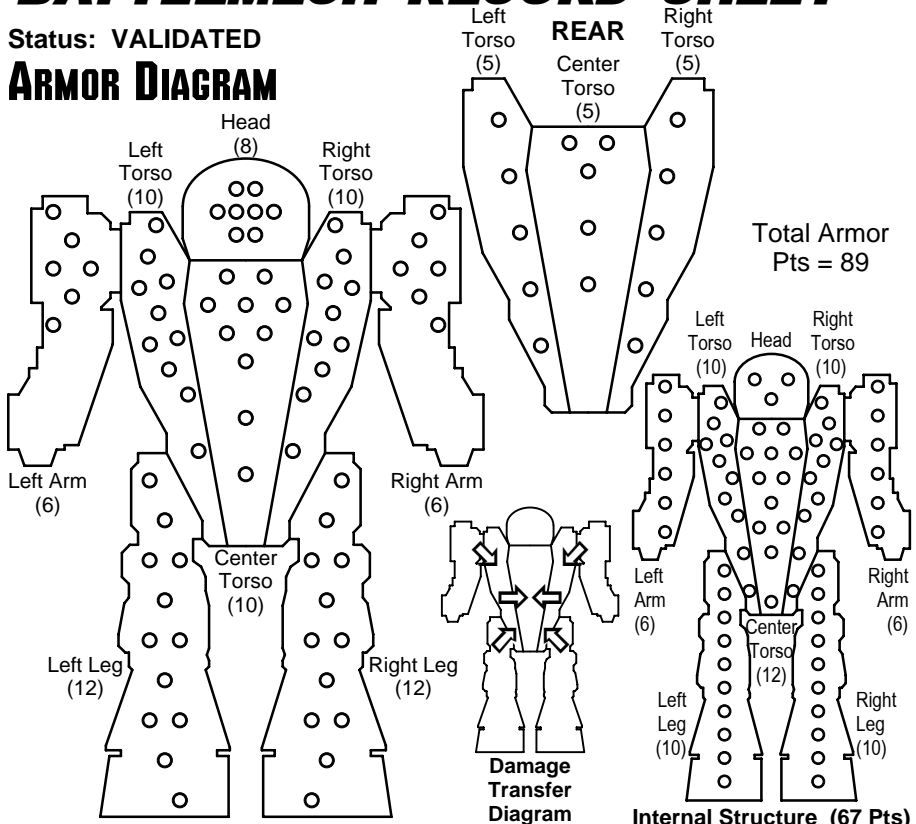 BATTLEMECH RECORD SHEET
Status: VALIDATED
ARMOR DIAGRAM
Head
(8)
Left
Torso
(10)
Right
Torso
(10)
Left Arm
(6)
Right Arm
(6)
Center
Torso
(10)
Left Leg
(12)
Right Leg
(12)
REAR
Left
Torso
(5)
Center
Torso
(5)
Right
Torso
(5)
Total Armor
Pts = 89
Damage
Transfer
Diagram
Left
Torso
(10)
Head
Right
Torso
(10)
Left
Arm
(6)
Right
Arm
(6)
Center
Torso
(12)
Left
Leg
(10)
Right
Leg
(10)
Internal Structure (67 Pts)